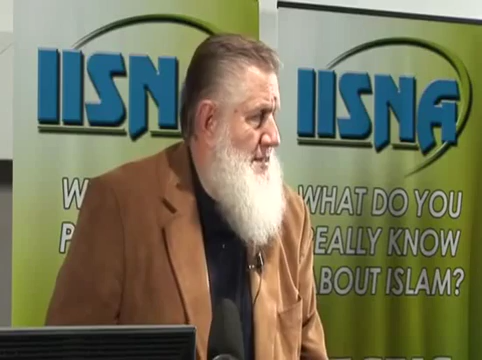 IISNA
IISNA
WHAT DO YOU
REALLY KNOW
ABOUT ISLAM?